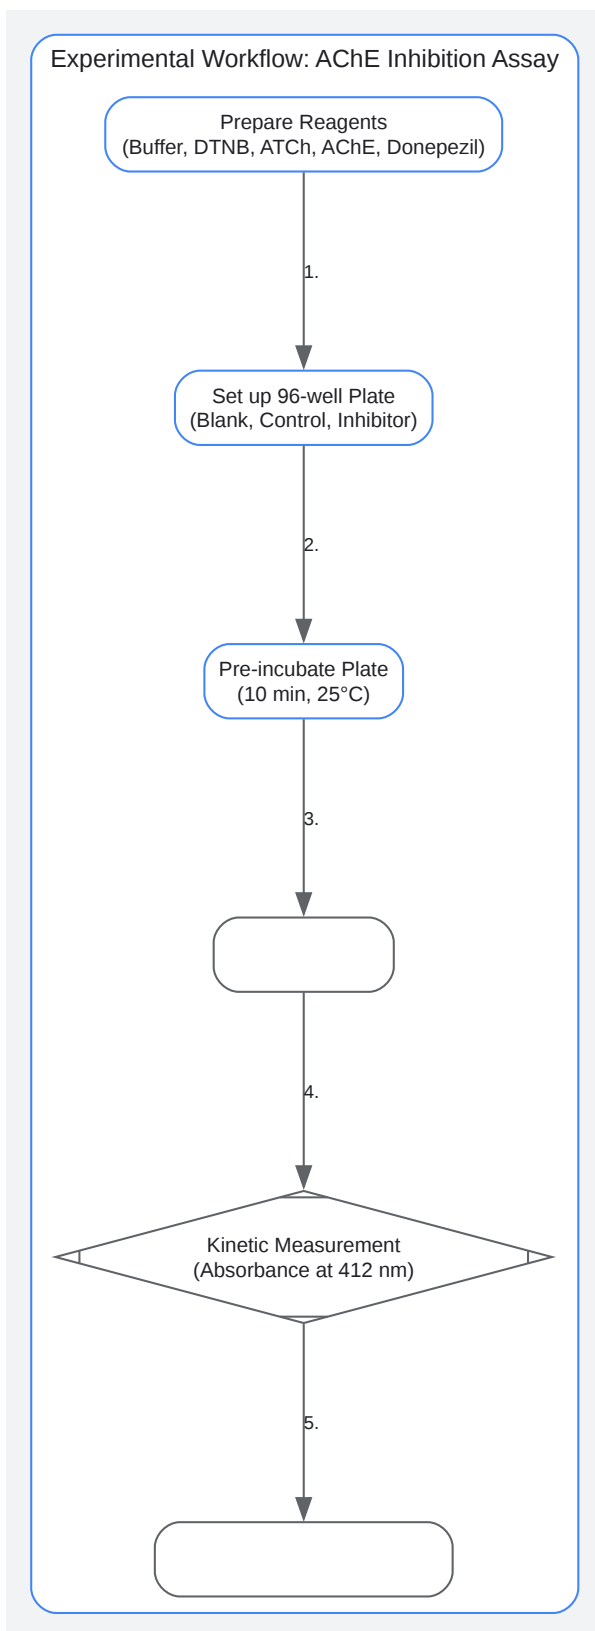 Experimental Workflow: AChE Inhibition Assay
Prepare Reagents
(Buffer, DTNB, ATCh, AChE, Donepezil)
1.
Set up 96-well Plate
(Blank, Control, Inhibitor)
2.
Pre-incubate Plate
(10 min, 25°C)
3.
4.
Kinetic Measurement
(Absorbance at 412 nm)
5.